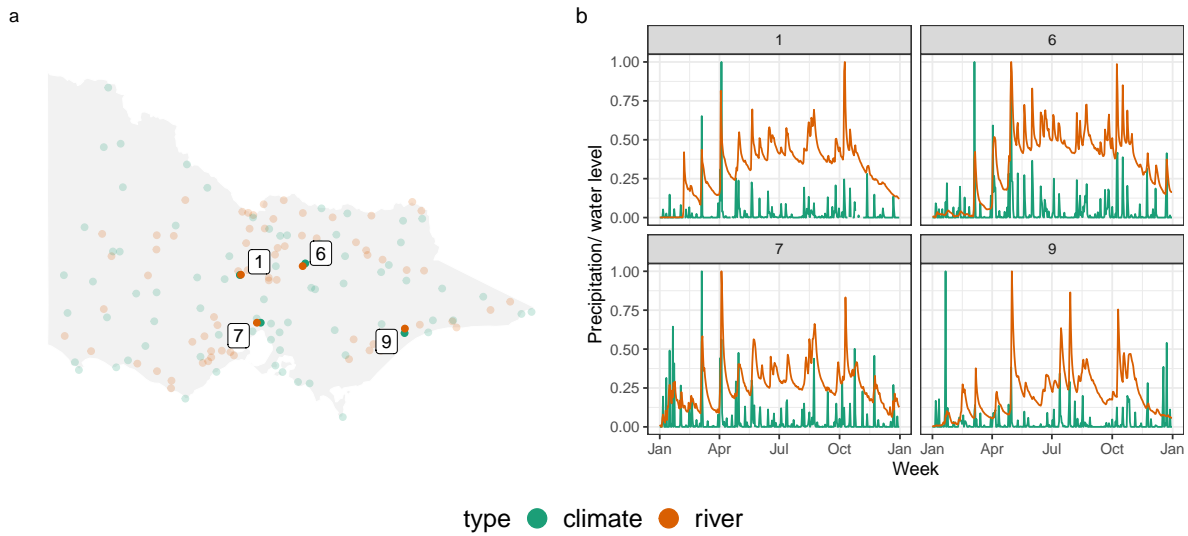 a
1
6
7
9
b
1
6
1.00
0.75
0.50
0.25
0.00
7
9
1.00
0.75
0.50
0.25
0.00
Precipitation/ water level
Jan Apr Jul Oct Jan
Jan Apr Jul Oct Jan
Week
type climate river